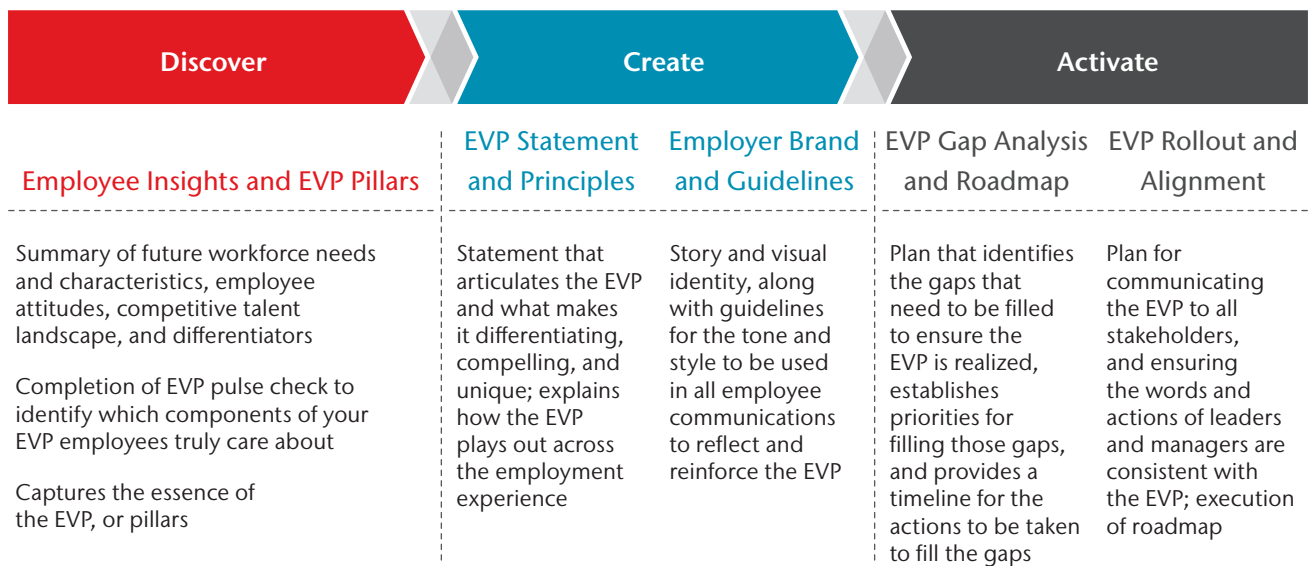 Discover
Create
Activate
Employee Insights and EVP Pillars
Summary of future workforce needs
and characteristics, employee
attitudes, competitive talent
landscape, and differentiators
Completion of EVP pulse check to
identify which components of your
EVP employees truly care about
Captures the essence of
the EVP, or pillars
EVP Statement
and Principles
Statement that
articulates the EVP
and what makes
it differentiating,
compelling, and
unique; explains
how the EVP
plays out across
the employment
experience
Employer Brand
and Guidelines
Story and visual
identity, along
with guidelines
for the tone and
style to be used
in all employee
communications
to reflect and
reinforce the EVP
EVP Gap Analysis
and Roadmap
Plan that identifies
the gaps that
need to be filled
to ensure the
EVP is realized,
establishes
priorities for
filling those gaps,
and provides a
timeline for the
actions to be taken
to fill the gaps
EVP Rollout and
Alignment
Plan for
communicating
the EVP to all
stakeholders,
and ensuring
the words and
actions of leaders
and managers are
consistent with
the EVP; execution
of roadmap